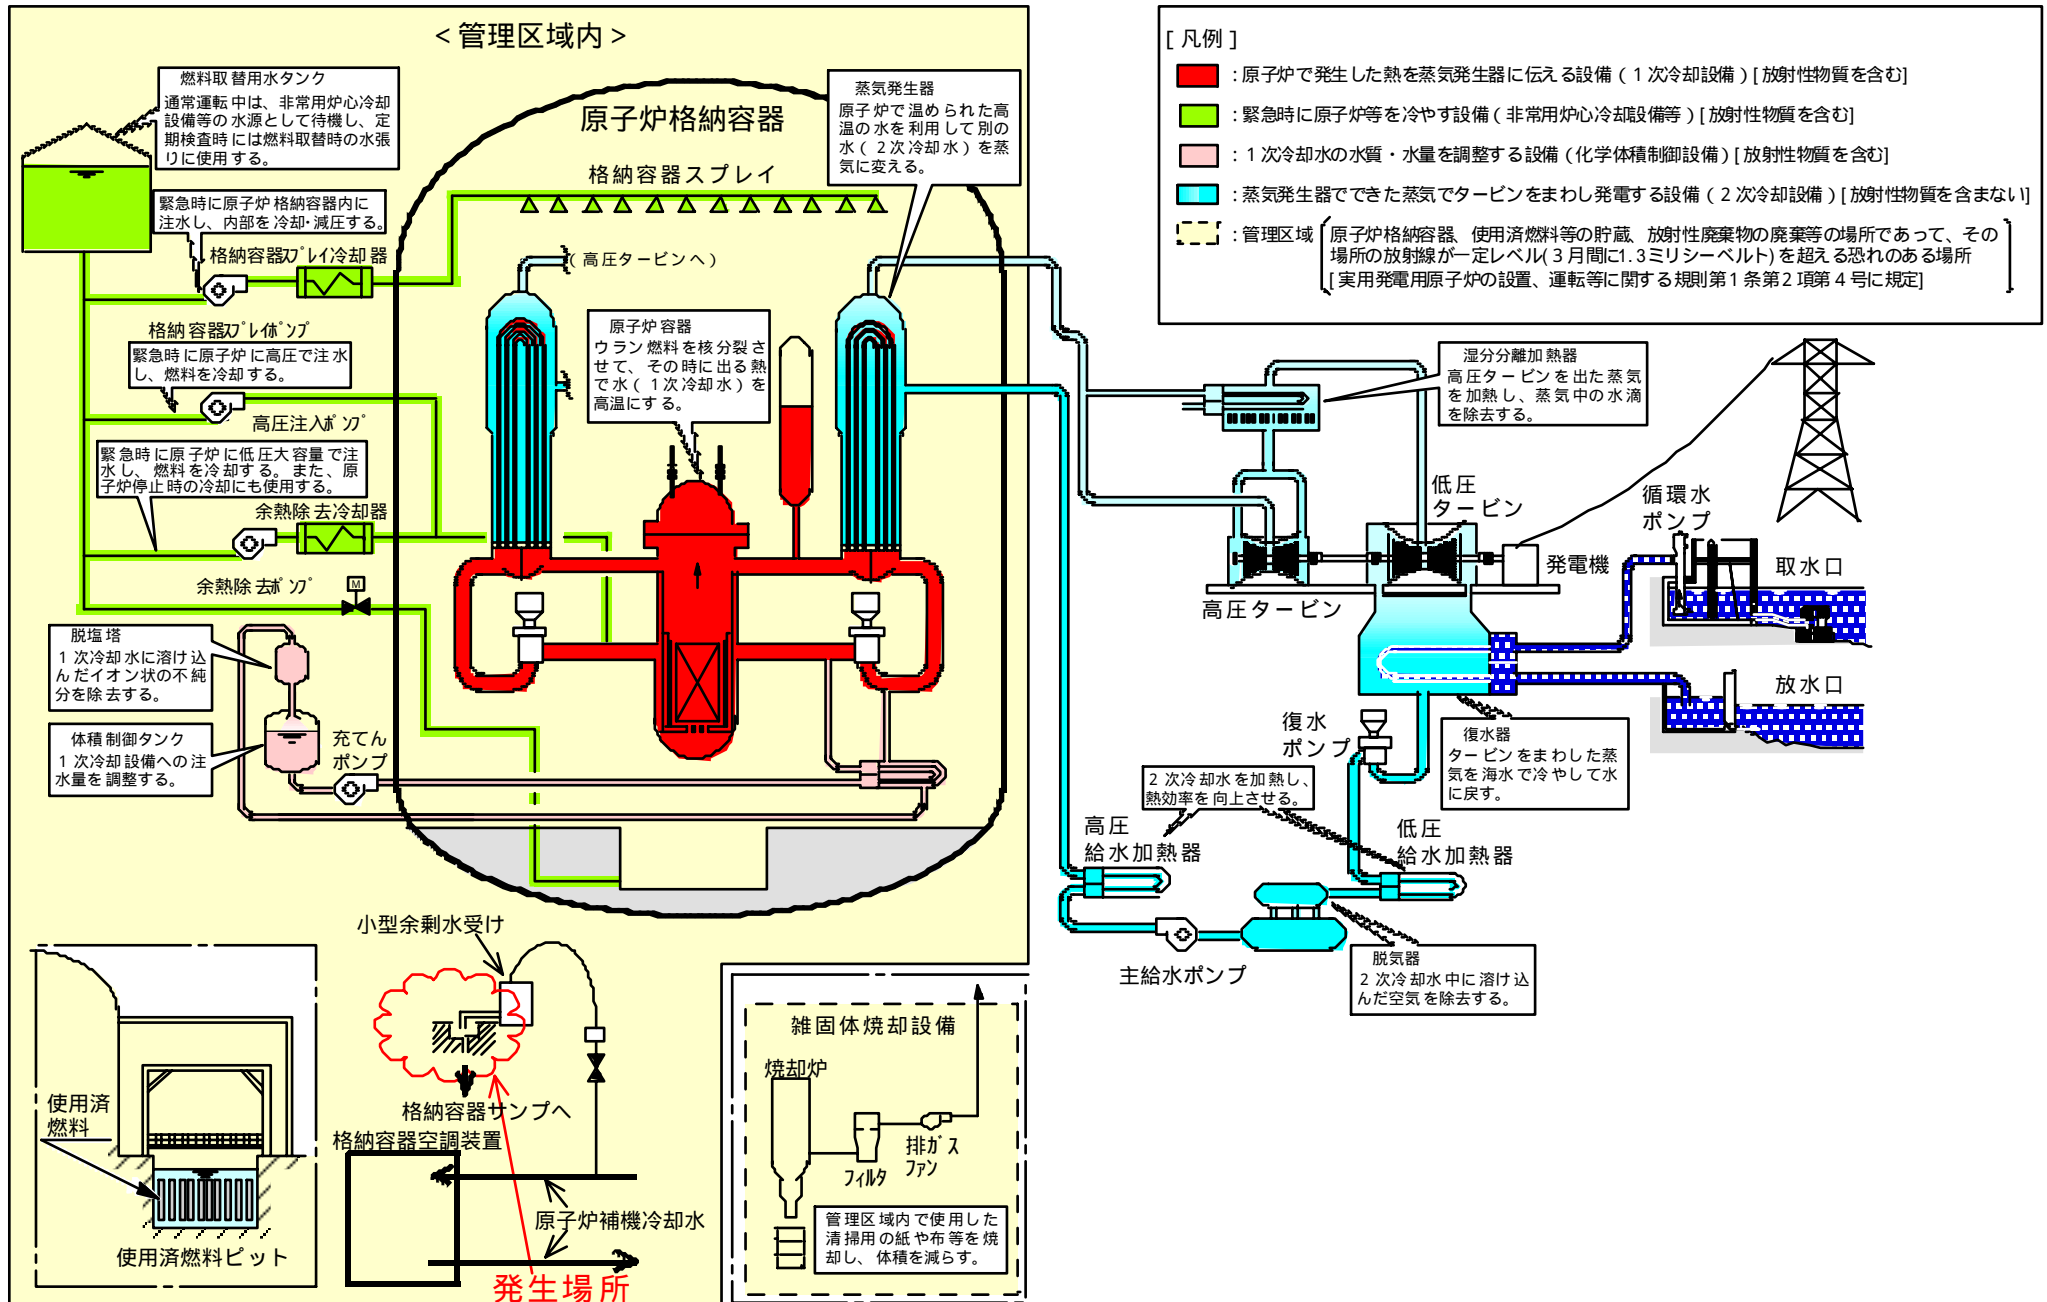 ＜管理区域内＞
燃料取替用水タンク
通常運転中は、非常用炉心冷却
設備等の水源として待機し、定
期検査時には燃料取替時の水張
りに使用する。
緊急時に原子炉格納容器内に
注水し、内部を冷却･減圧する。
格納容器ｽﾌﾟﾚｲ冷却器
格納容器ｽﾌﾟﾚｲﾎﾟﾝﾌﾟ
緊急時に原子炉に高圧で注水
し、燃料を冷却する。
高圧注入ﾎﾟﾝﾌﾟ
緊急時に原子炉に低圧大容量で注
水し、燃料を冷却する。また、原
子炉停止時の冷却にも使用する。
余熱除去冷却器
余熱除去ﾎﾟﾝﾌﾟ
M
脱塩塔
１次冷却水に溶け込
んだイオン状の不純
分を除去する。
体積制御タンク
１次冷却設備への注
水量を調整する。
充てん
ポンプ
原子炉格納容器
格納容器スプレイ
（高圧タービンへ）
蒸気発生器
原子炉で温められた高
温の水を利用して別の
水（２次冷却水）を蒸
気に変える。
原子炉容器
ウラン燃料を核分裂さ
せて、その時に出る熱
で水（１次冷却水）を
高温にする。
[凡例]
：原子炉で発生した熱を蒸気発生器に伝える設備（１次冷却設備）[放射性物質を含む]
：緊急時に原子炉等を冷やす設備（非常用炉心冷却設備等）[放射性物質を含む]
：１次冷却水の水質・水量を調整する設備（化学体積制御設備）[放射性物質を含む]
：蒸気発生器でできた蒸気でタービンをまわし発電する設備（２次冷却設備）[放射性物質を含まない]
：管理区域 原子炉格納容器、使用済燃料等の貯蔵、放射性廃棄物の廃棄等の場所であって、その
場所の放射線が一定レベル(３月間に1.3ミリシーベルト)を超える恐れのある場所
[実用発電用原子炉の設置、運転等に関する規則第１条第２項第４号に規定]
湿分分離加熱器
高圧タービンを出た蒸気
を加熱し、蒸気中の水滴
を除去する。
低圧
タービン
高圧タービン
発電機
循環水
ポンプ
取水口
放水口
復水
ポンプ
復水器
タービンをまわした蒸
気を海水で冷やして水
に戻す。
２次冷却水を加熱し、
熱効率を向上させる。
高圧
給水加熱器
低圧
給水加熱器
主給水ポンプ
脱気器
２次冷却水中に溶け込
んだ空気を除去する。
使用済
燃料
使用済燃料ピット
小型余剰水受け
格納容器サンプへ
格納容器空調装置
原子炉補機冷却水
発生場所
雑固体焼却設備
焼却炉
フィルタ
排ｶﾞｽ
ﾌｧﾝ
管理区域内で使用した
清掃用の紙や布等を焼
却し、体積を減らす。